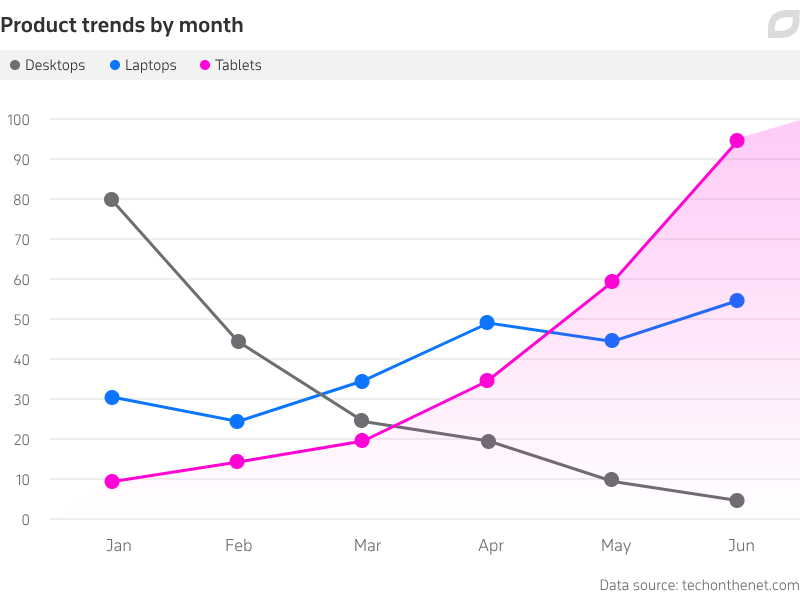 Product trends by month
Desktops Laptops Tablets
100
90
80
70
60
50
40
30
20
10
0
Jan Feb Mar Apr May Jun
Data source: techonthenet.com